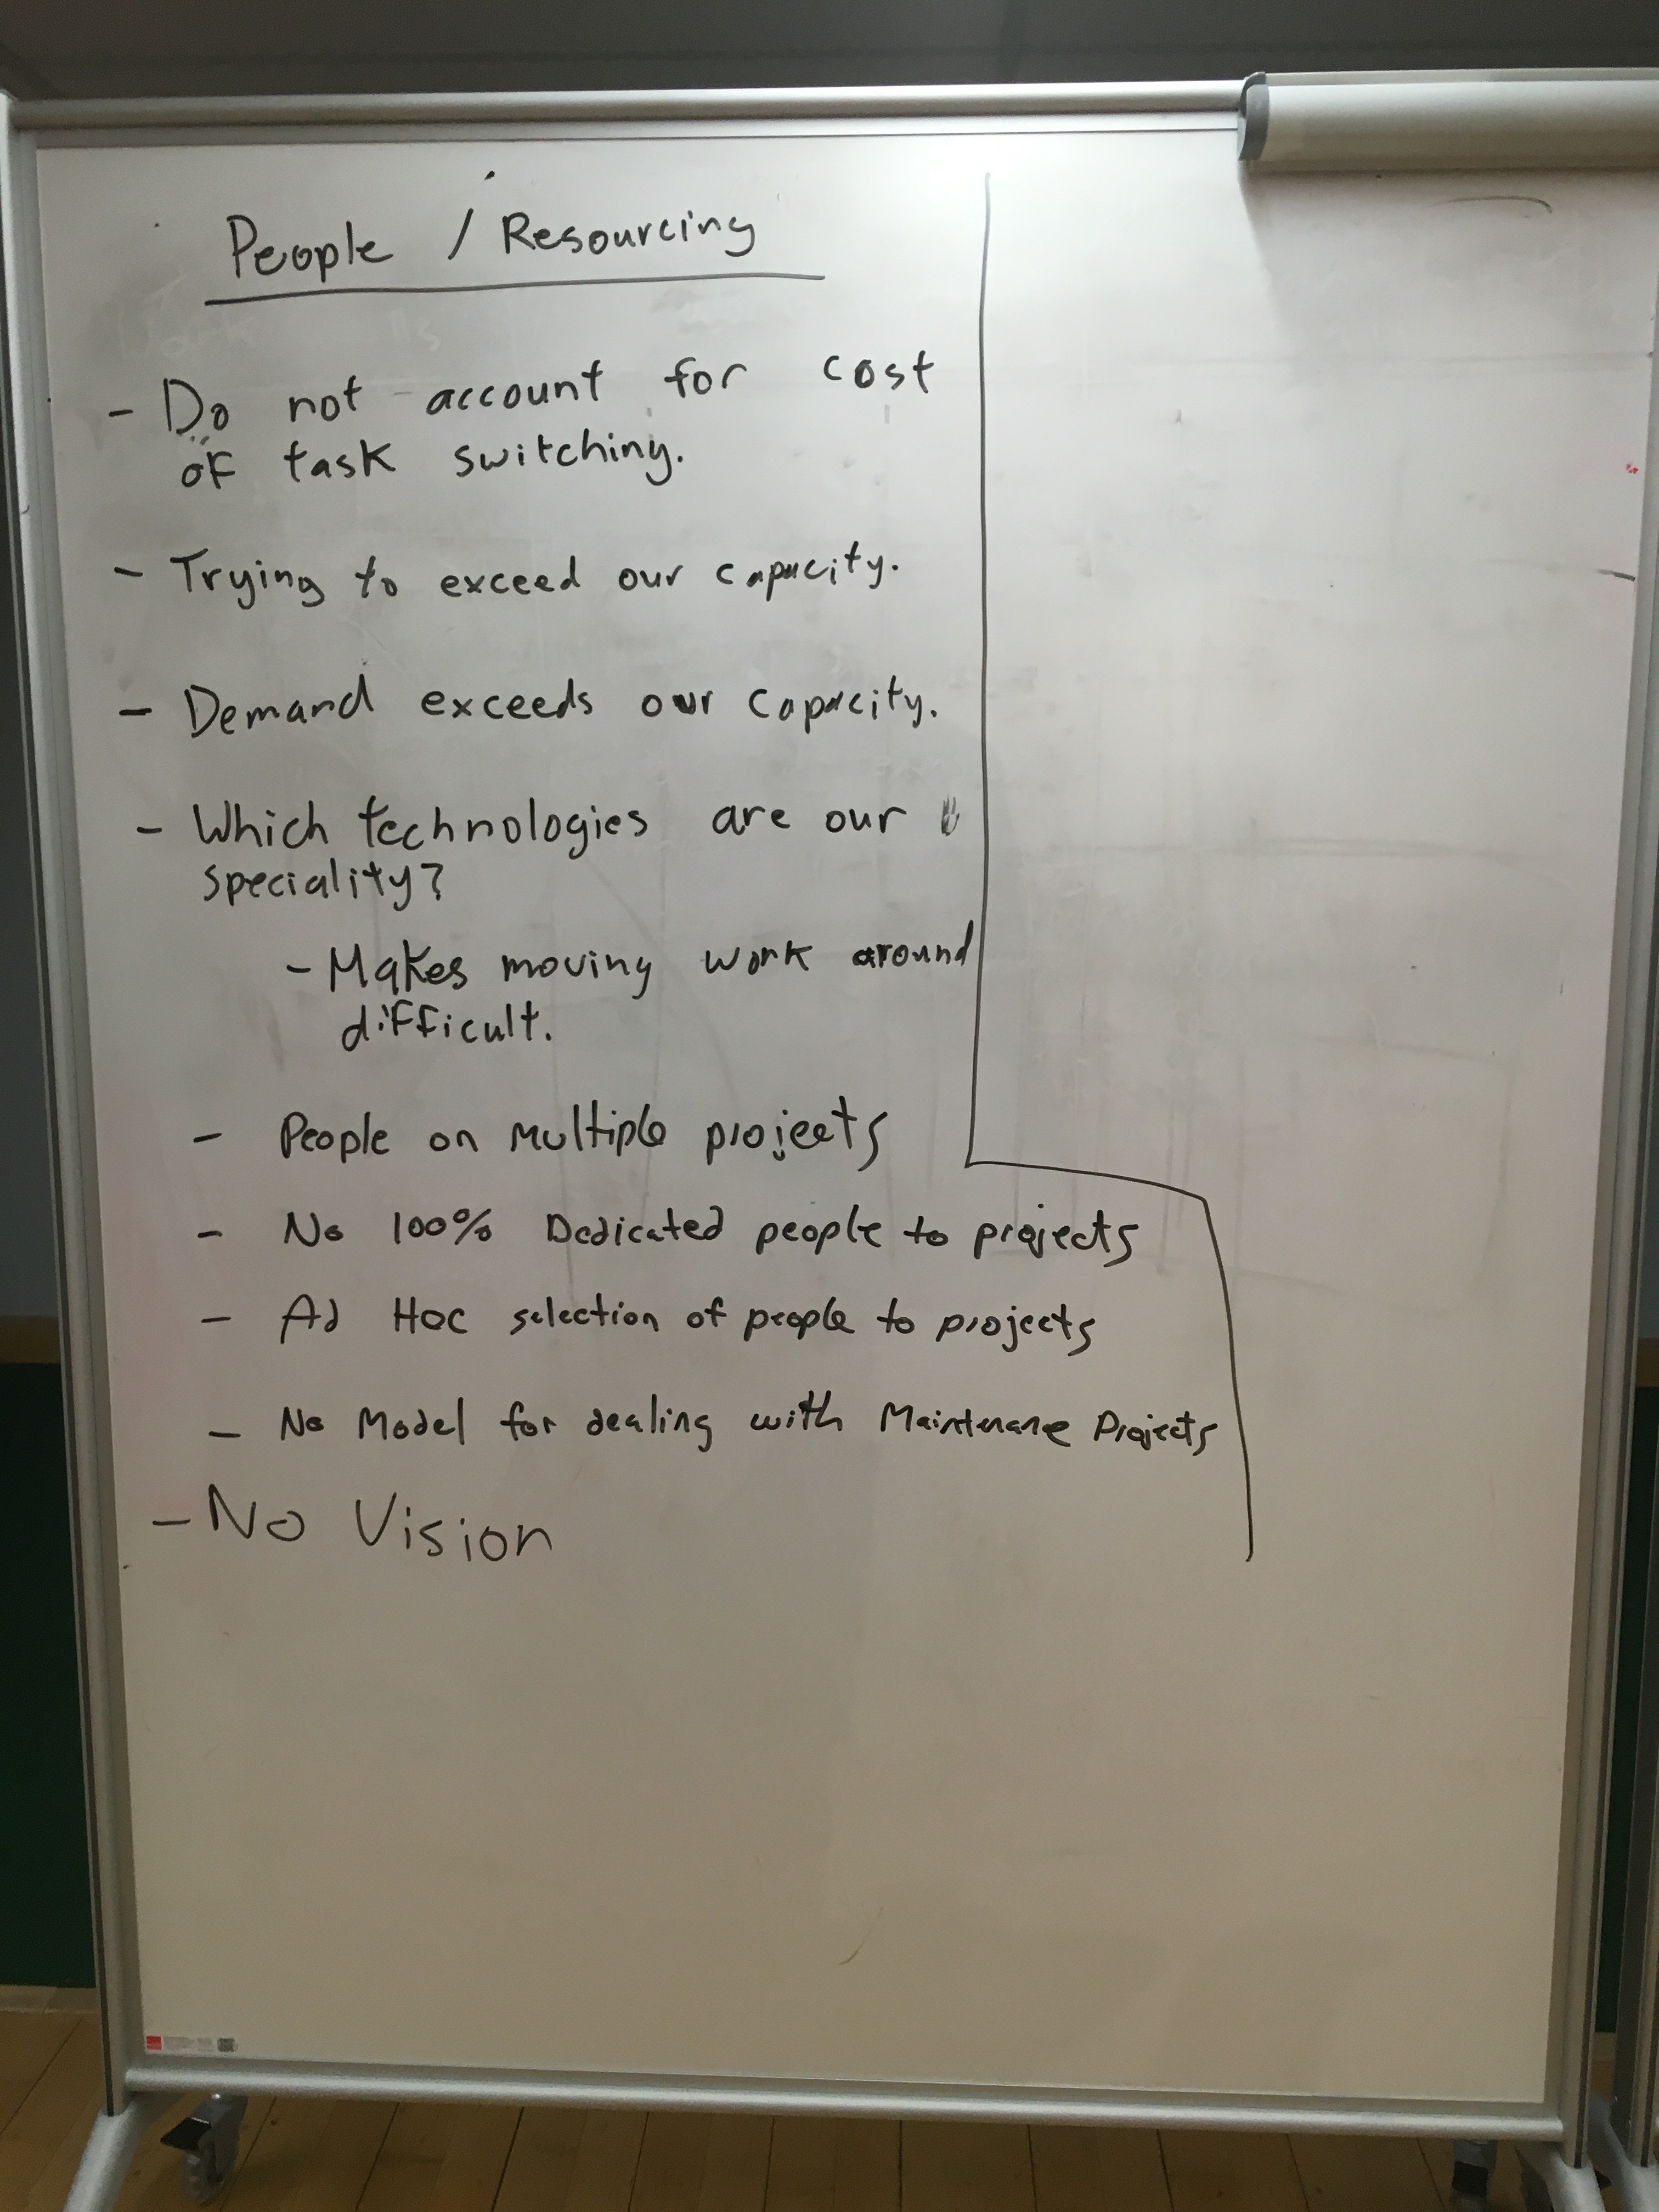 People / Resourcing
- Do not account for cost
of task switching.
- Trying to exceed our capacity.
- Demand exceeds our capacity.
- Which technologies are our
speciality?
- Makes moving work around
difficult.
- People on Multiple projects
- No 100% Dedicated people to projects
- Ad Hoc selection of people to projects
- No Model for dealing with Maintenane Projects
- No Vision